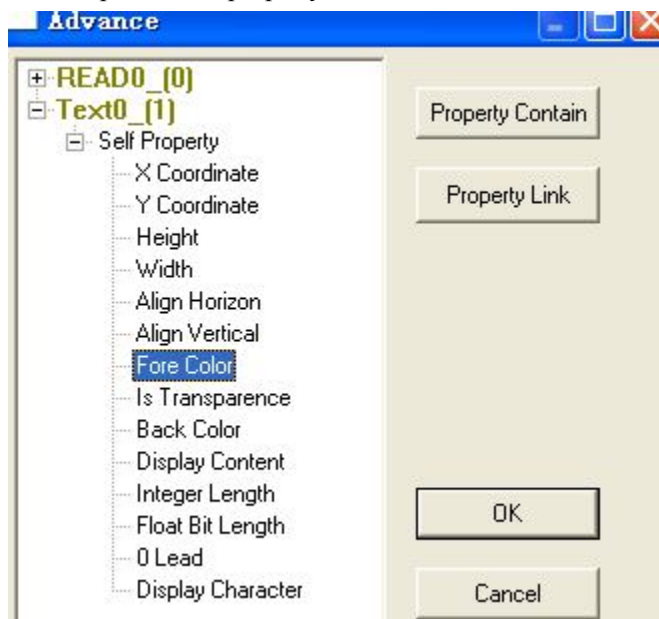 Advance
READ0_(0)
Text0_(1)
Self Property
X Coordinate
Y Coordinate
Height
Width
Align Horizon
Align Vertical
Fore Color
Is Transparence
Back Color
Display Content
Integer Length
Float Bit Length
0 Lead
Display Character
Property Contain
Property Link
OK
Cancel